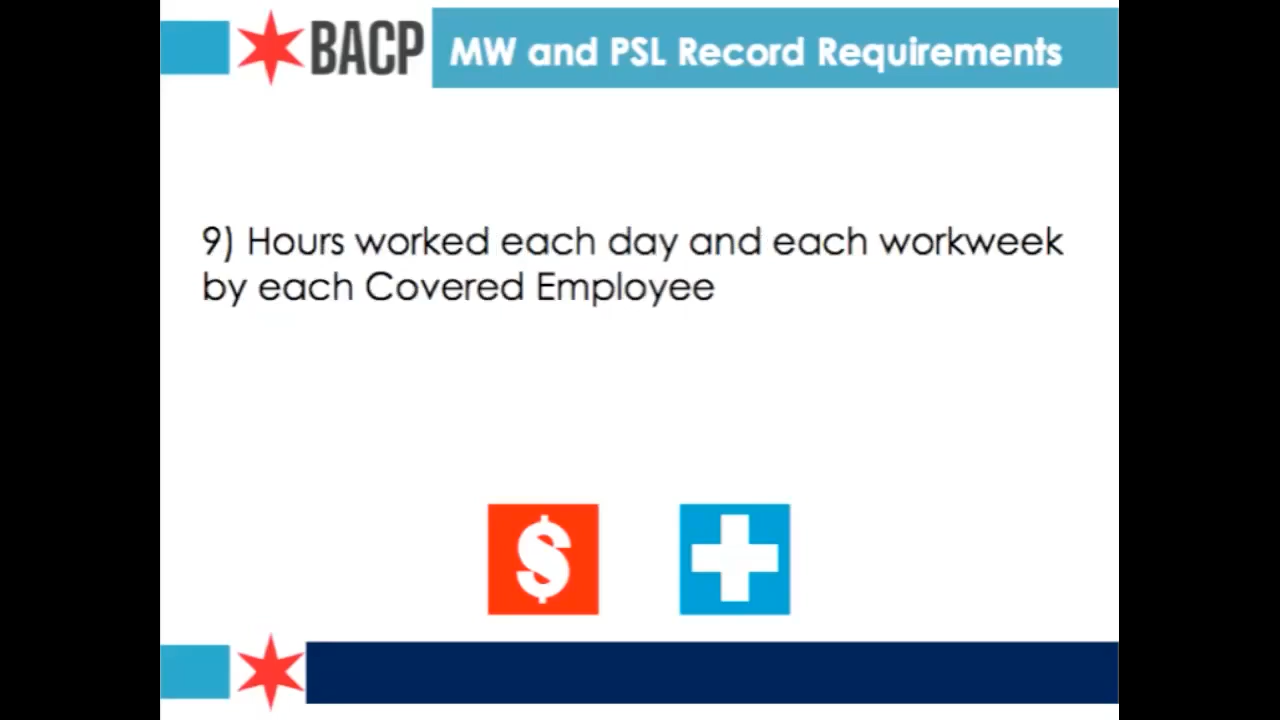 BACP MW and PSL Record Requirements
9) Hours worked each day and each workweek
by each Covered Employee
$